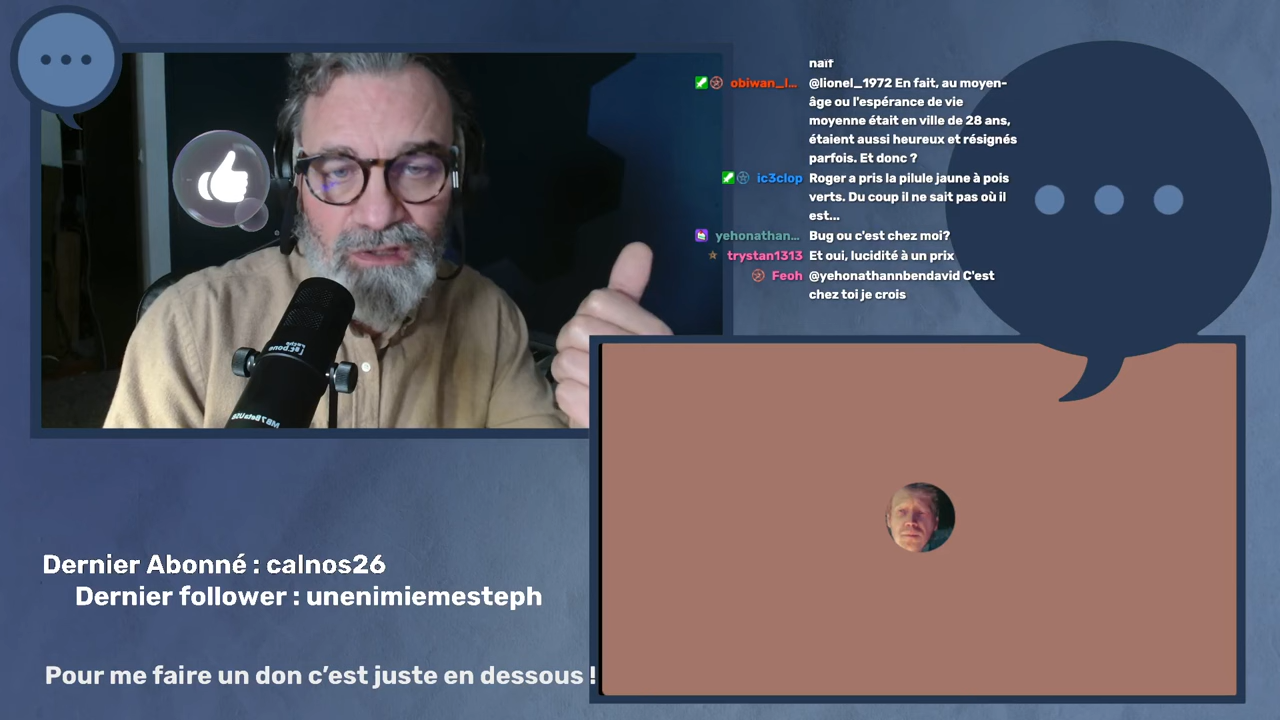 naïf
obiwan_i... @lionel_1972 En fait, au moyen-
âge ou l'espérance de vie
moyenne était en ville de 28 ans,
étaient aussi heureux et résignés
parfois. Et donc ?
ic3clop Roger a pris la pilule jaune à pois
verts. Du coup il ne sait pas où il
est...
yehonathan... Bug ou c'est chez moi?
trystan1313 Et oui, lucidité à un prix
Feoh @yehonathannbendavid C'est
chez toi je crois
Dernier Abonné : calnos26
Dernier follower : unenimiemesteph
Pour me faire un don c’est juste en dessous !